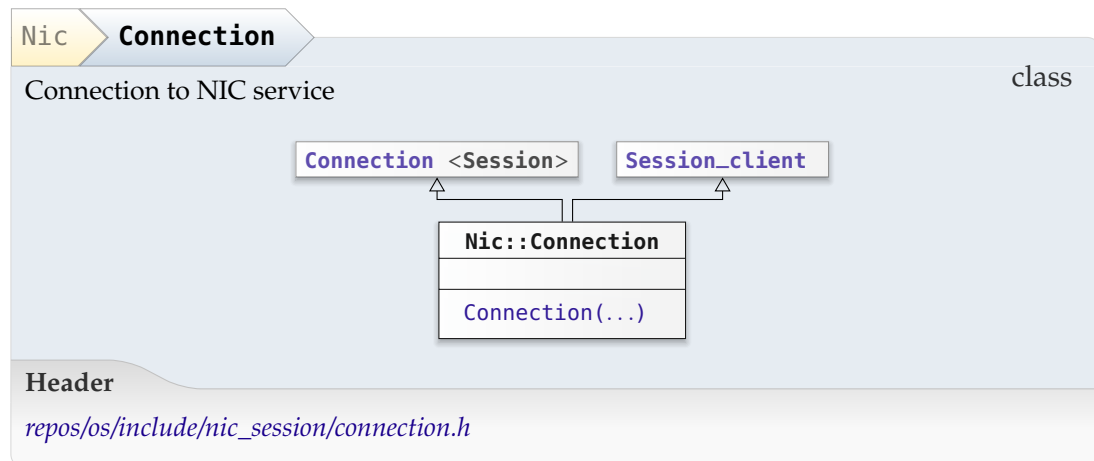 Nic Connection
class
Connection to NIC service
Connection <Session> Session_client
Nic::Connection
Connection(...)
Header
repos/os/include/nic_session/connection.h